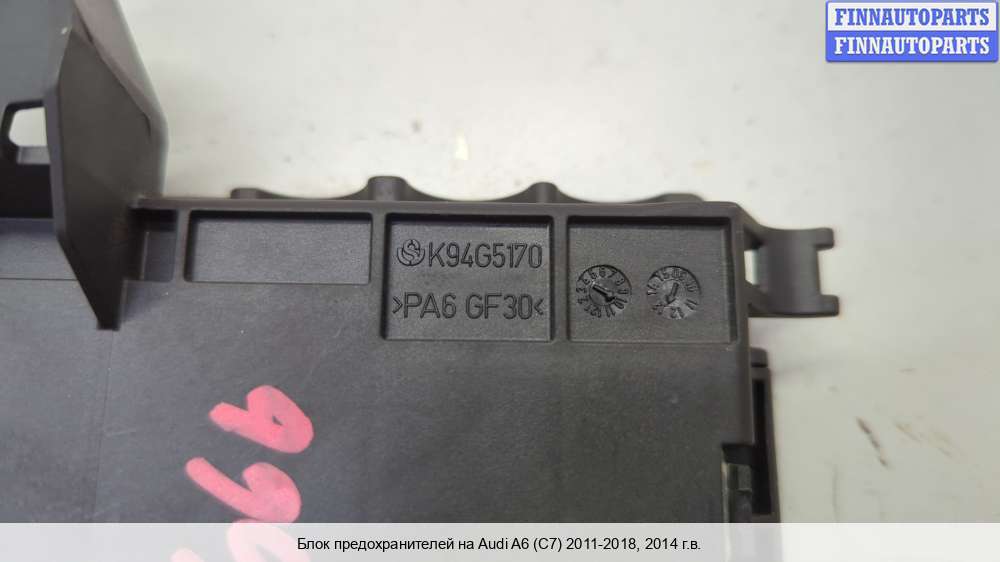 FINNAUTOPARTS
FINNAUTOPARTS
K94G5170
>PA6 GF30<
Блок предохранителей на Audi A6 (C7) 2011-2018, 2014 г.в.